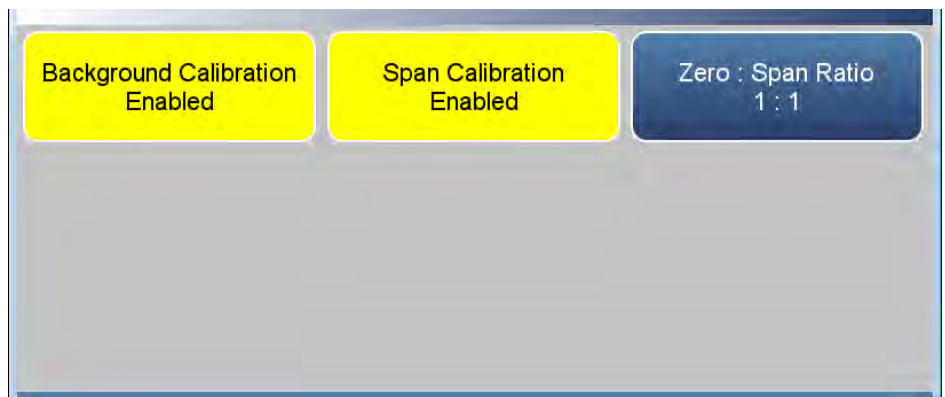 Background Calibration
Enabled
Span Calibration
Enabled
Zero : Span Ratio
1 : 1